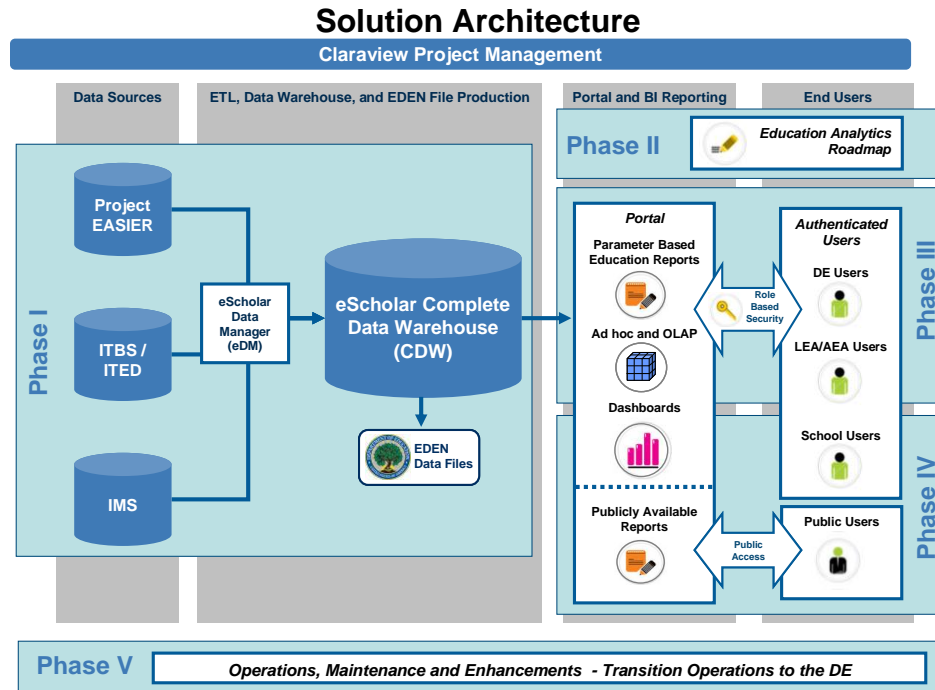 Solution Architecture
Claraview Project Management
Data Sources
ETL, Data Warehouse, and EDEN File Production
Portal and BI Reporting
End Users
Phase I
Project
EASIER
ITBS /
ITED
IMS
eScholar
Data
Manager
(eDM)
eScholar Complete
Data Warehouse
(CDW)
EDEN
Data Files
Phase II
Education Analytics
Roadmap
Phase III
Portal
Parameter Based
Education Reports
Ad hoc and OLAP
Dashboards
Publicly Available
Reports
Role
Based
Security
Public
Access
Authenticated
Users
DE Users
LEA/AEA Users
School Users
Public Users
Phase IV
Phase V
Operations, Maintenance and Enhancements - Transition Operations to the DE